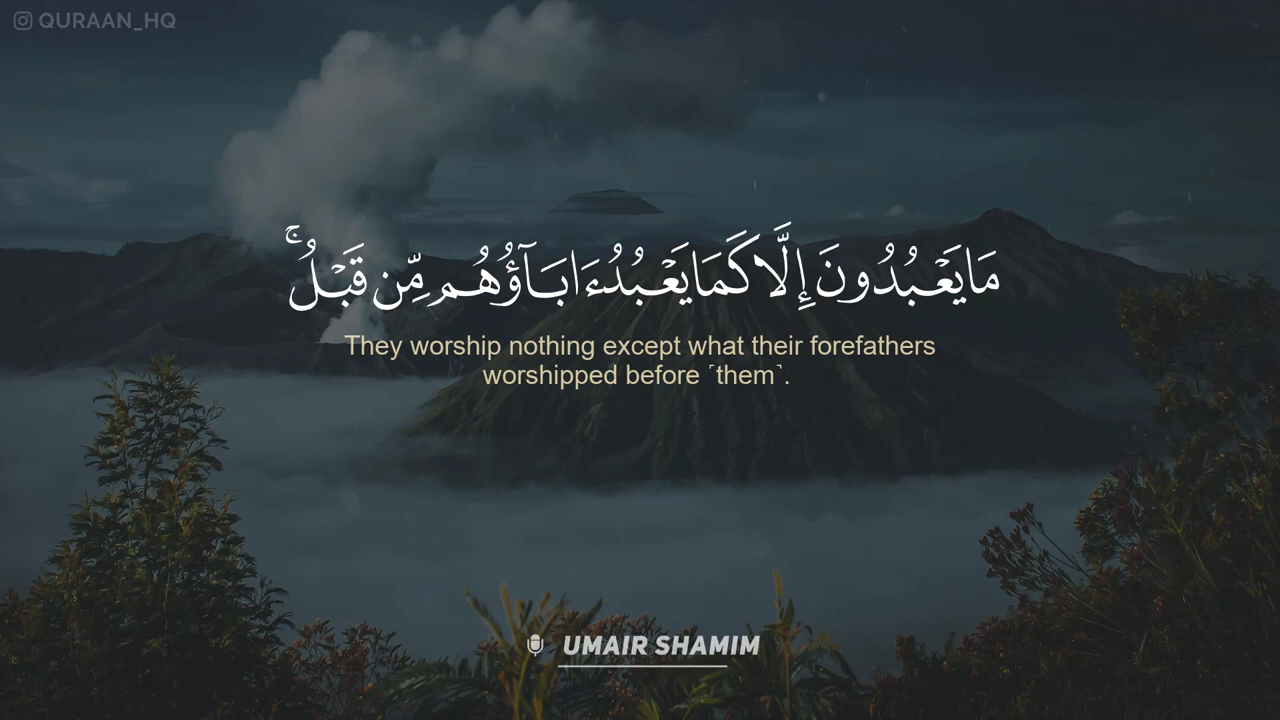 QURAAN_HQ
مَا يَعْبُدُونَ إِلَّا كَمَا يَعْبُدُ ءَابَآؤُهُم مِّن قَبْلُ ۚ
They worship nothing except what their forefathers
worshipped before ˹them˺.
UMAIR SHAMIM